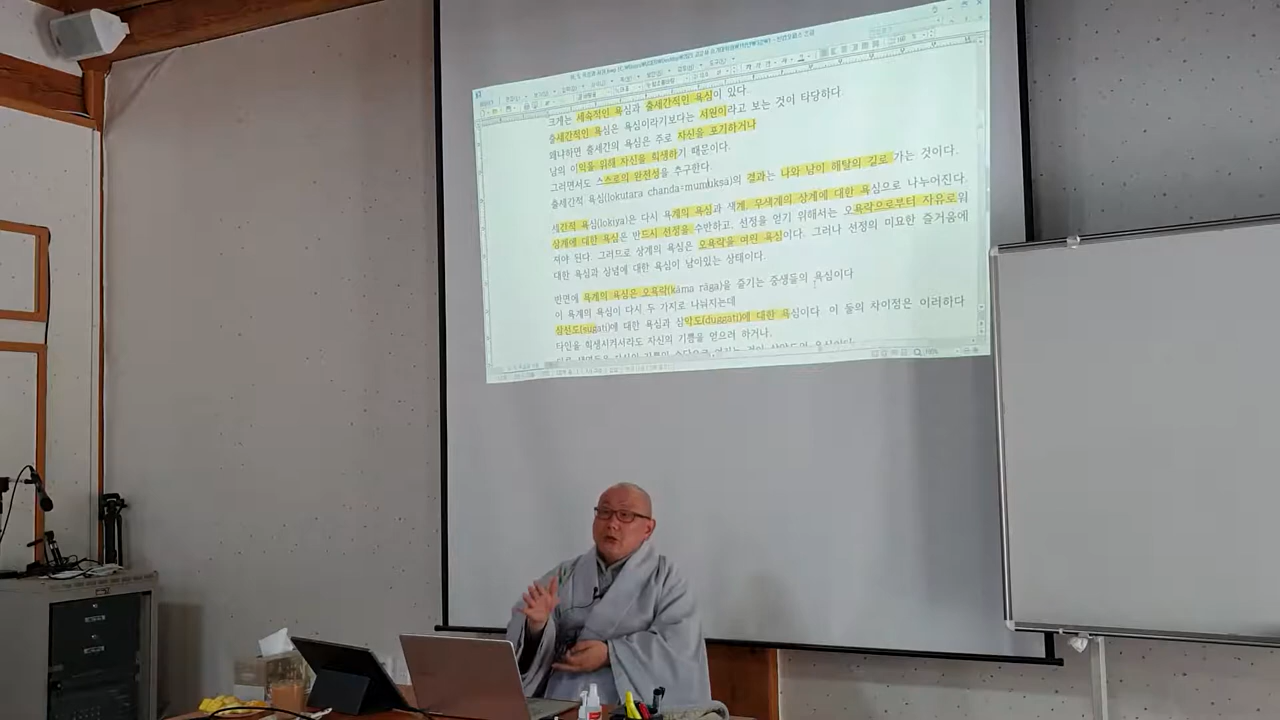 크게는 세속적인 욕심과 출세간적인 욕심이 있다.
출세간적인 욕심은 욕심이라기보다는 서원이라고 보는 것이 타당하다.
왜냐하면 출세간의 욕심은 주로 자신을 포기하거나
남의 이익을 위해 자신을 희생하기 때문이다.
그러면서도 스스로의 완전성을 추구한다.
출세간적 욕심(lokutara chanda=mumuksa)의 결과는 나와 남이 해탈의 길로 가는 것이다.
세간적 욕심(lokiya)은 다시 욕계의 욕심과 색계, 무색계의 상계에 대한 욕심으로 나누어진다.
상계에 대한 욕심은 반드시 선정을 수반하고, 선정을 얻기 위해서는 오욕락으로부터 자유로워
져야 된다. 그러므로 상계의 욕심은 오욕락을 여읜 욕심이다. 그러나 선정의 미묘한 즐거움에
대한 욕심과 상념에 대한 욕심이 남아있는 상태이다.
반면에 욕계의 욕심은 오욕락(kāma rāga)을 즐기는 중생들의 욕심이다
이 욕계의 욕심이 다시 두 가지로 나눠지는데
삼선도(sugati)에 대한 욕심과 삼악도(duggati)에 대한 욕심이다. 이 둘의 차이점은 이러하다
타인을 희생시켜서라도 자신의 기쁨을 얻으려 하거나,